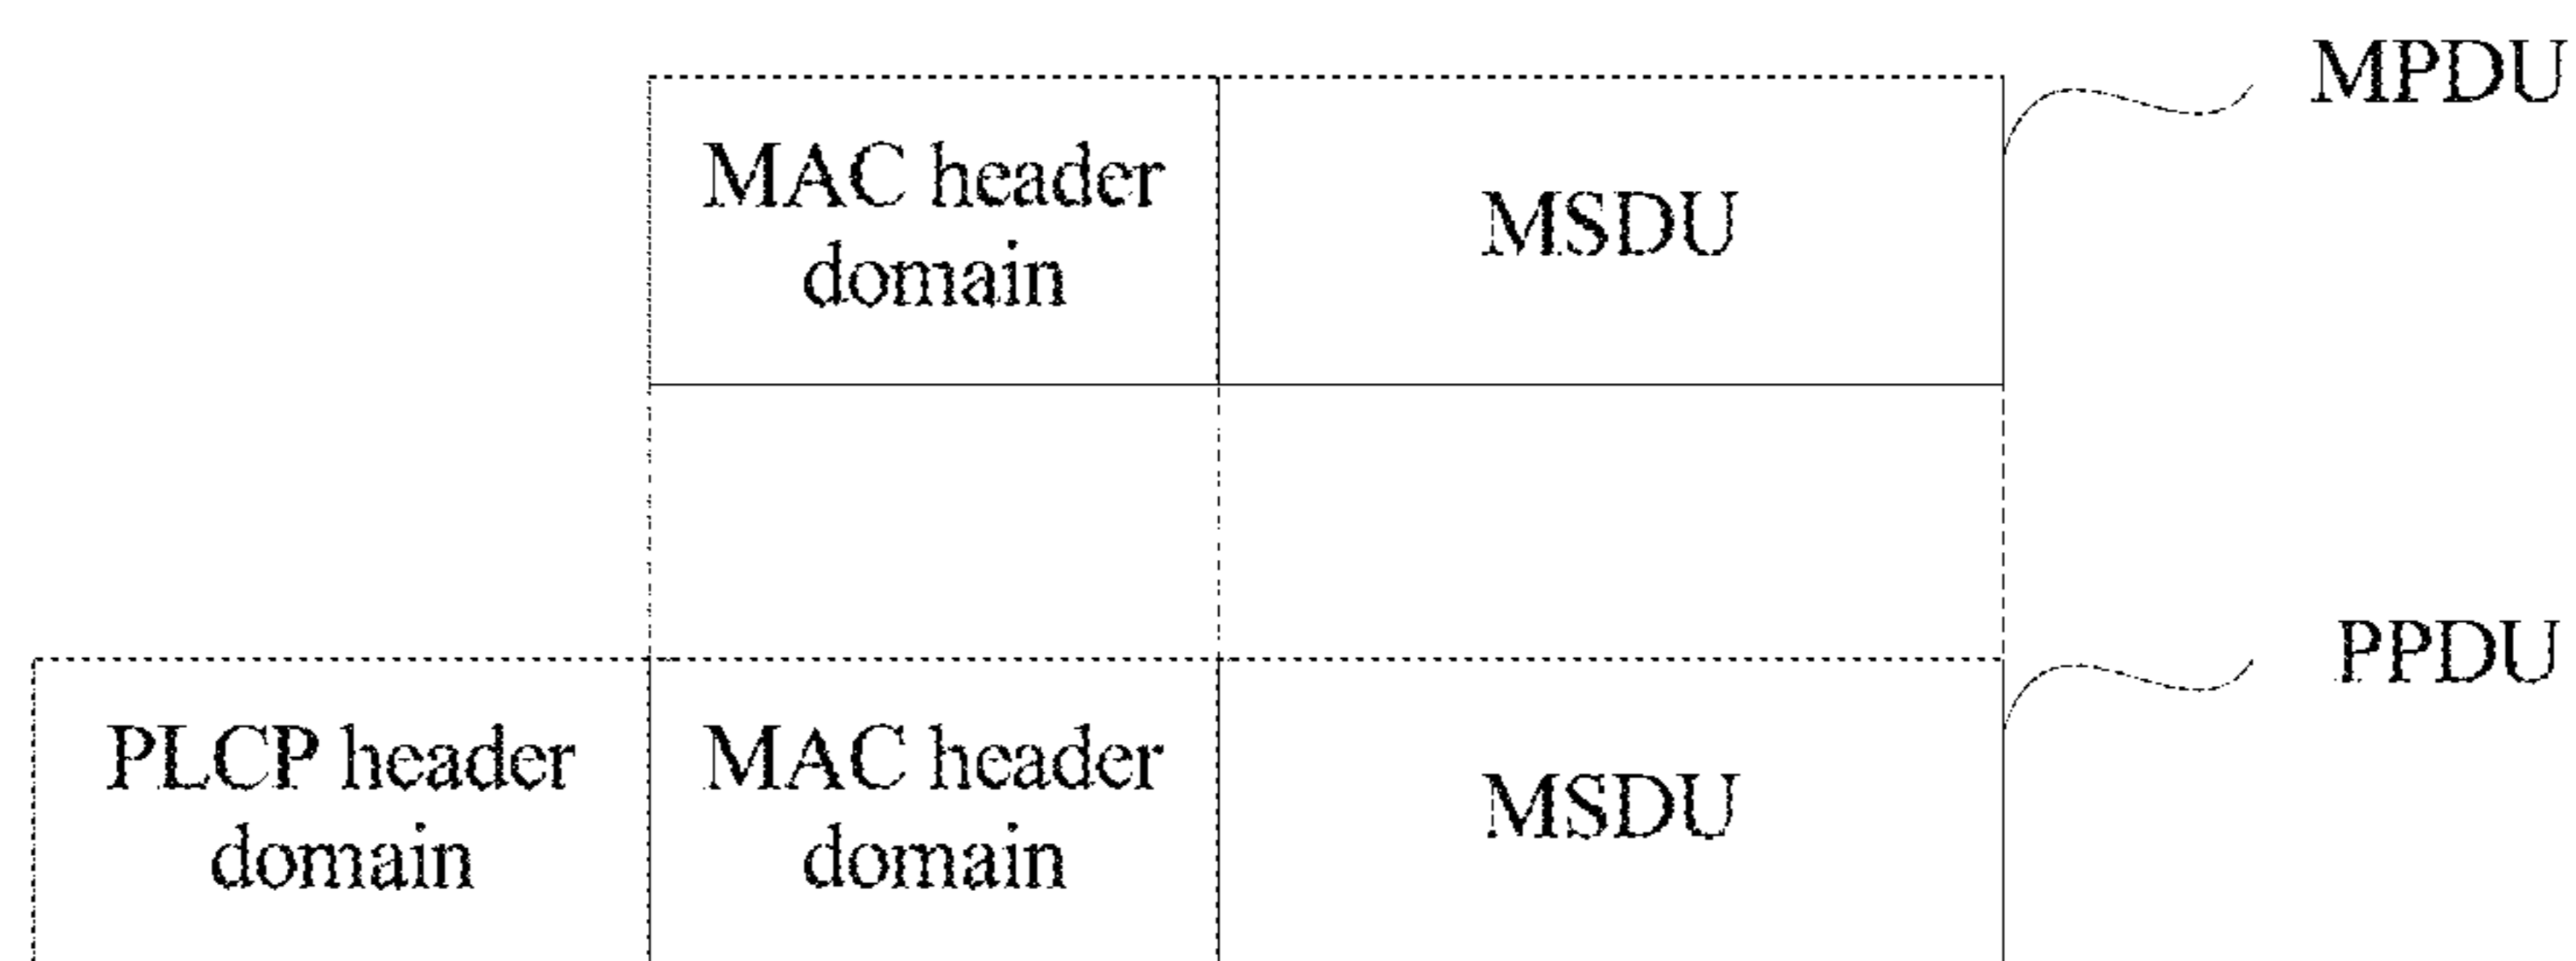 MPDU
MAC header
domain
MSDU
PPDU
PLCP header
domain
MAC header
domain
MSDU